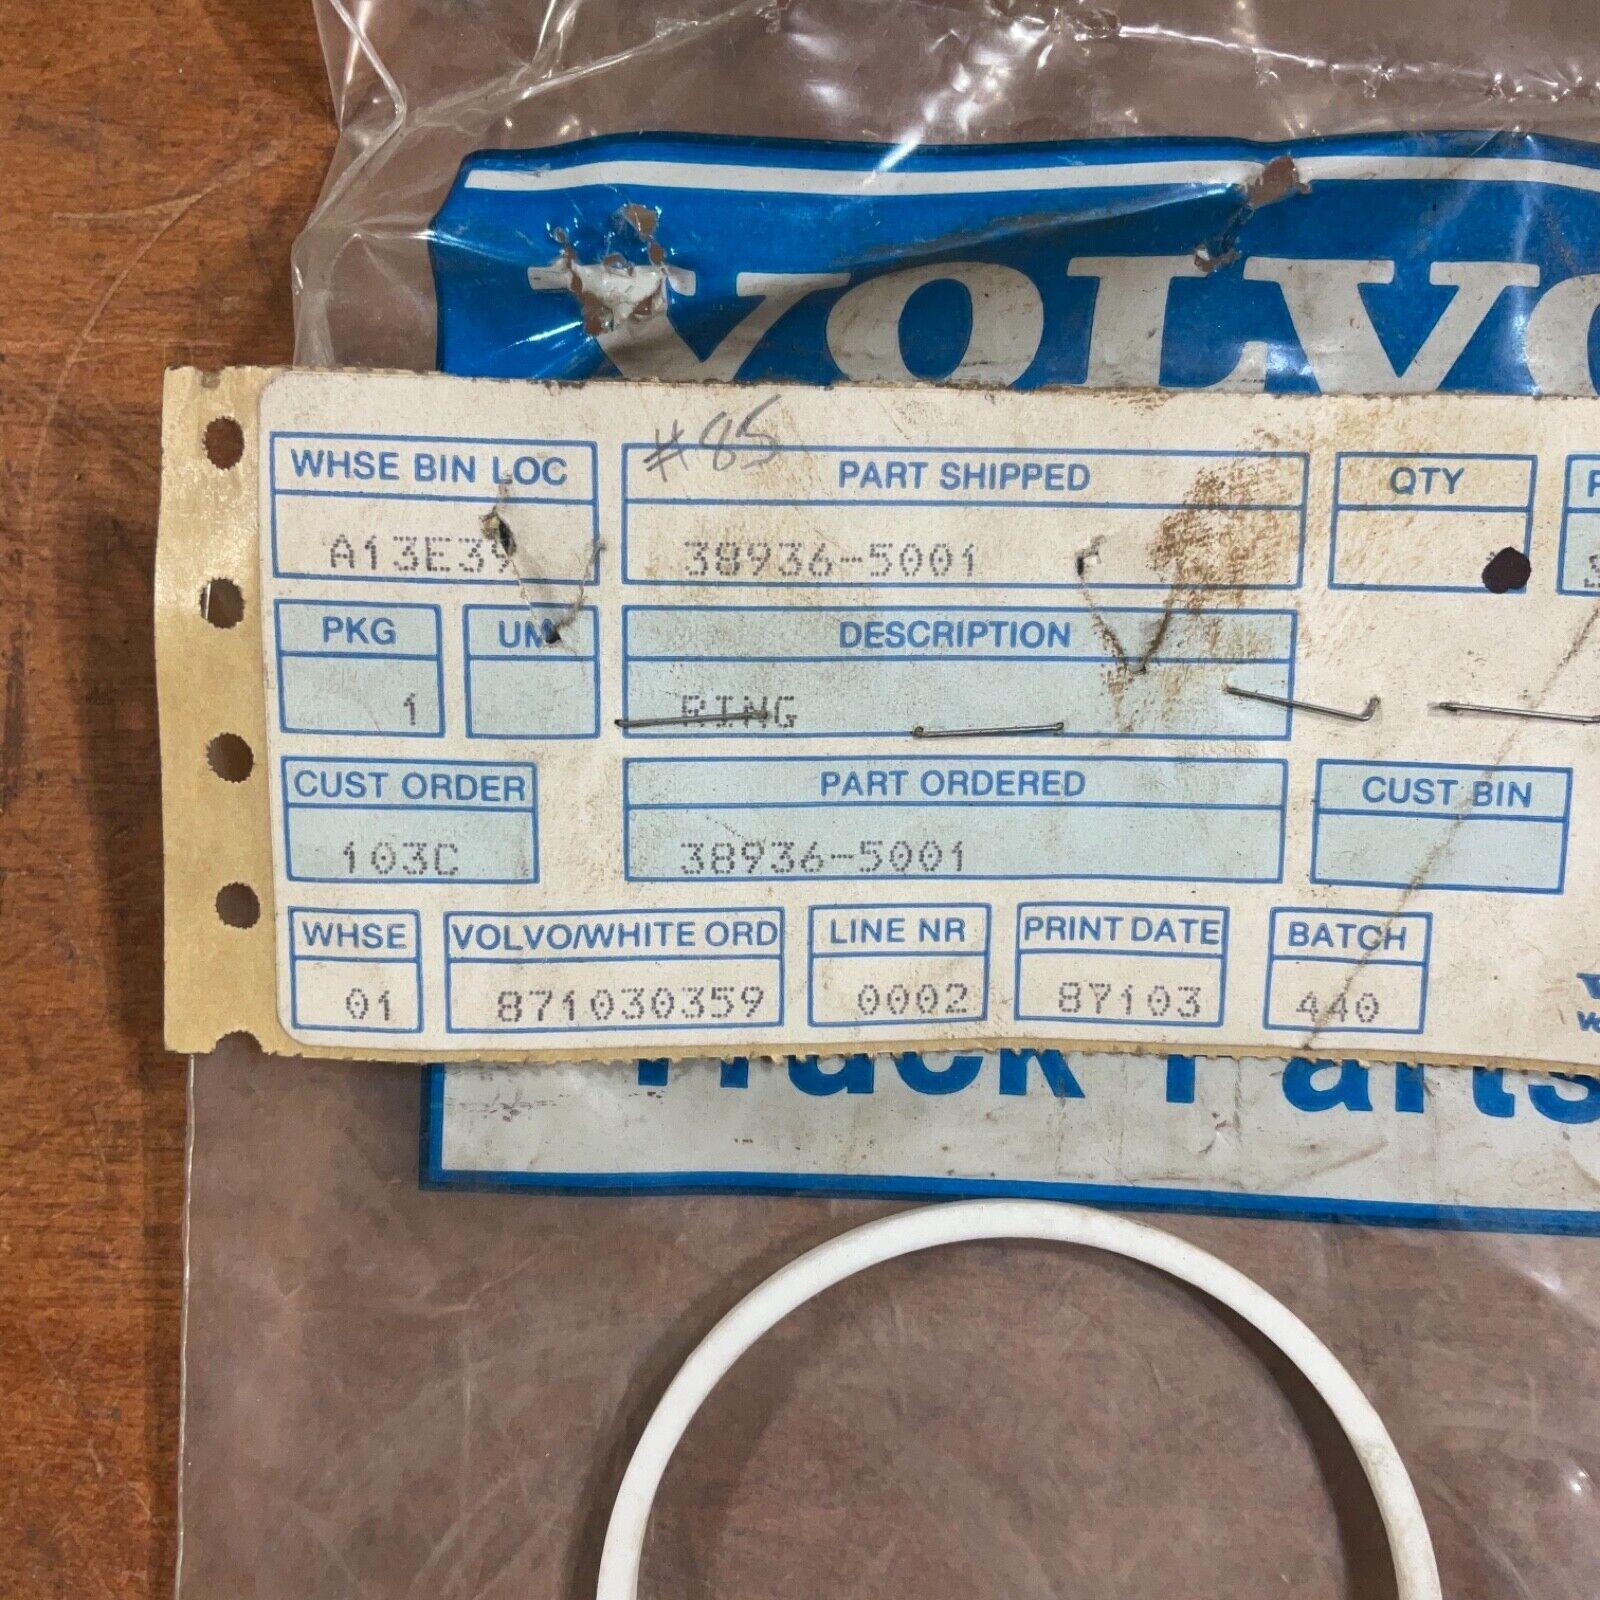 VOLVO
#85
WHSE BIN LOC PART SHIPPED QTY
A13E39 38936-5001
PKG UM DESCRIPTION
1 RING
CUST ORDER PART ORDERED CUST BIN
103C 38936-5001
WHSE VOLVO/WHITE ORD LINE NR PRINT DATE BATCH
01 871030359 0002 87103 440
Truck Parts